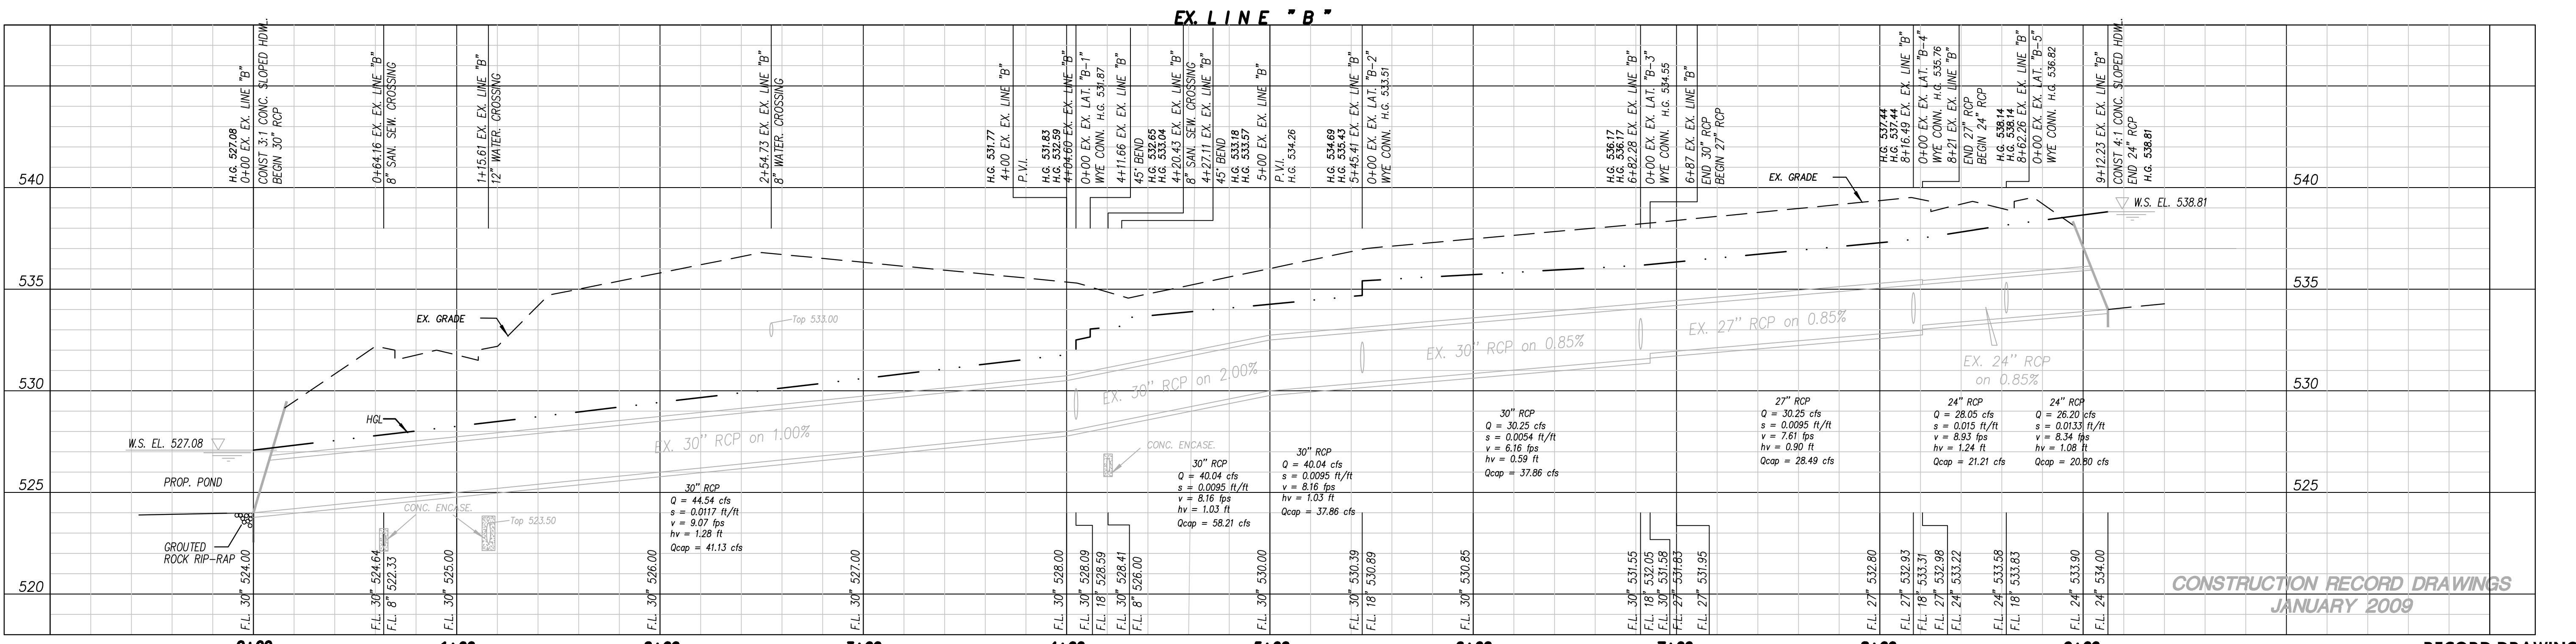 EX. LINE "B"
H.G. 527.08
0+00 EX. EX. LINE "B"
CONST 3:1 CONC. SLOPED HDWL.
BEGIN 30" RCP
0+64.16 EX. EX. LINE "B"
8" SAN. SEW. CROSSING
1+15.61 EX. EX. LINE "B"
12" WATER. CROSSING
2+54.73 EX. EX. LINE "B"
8" WATER. CROSSING
H.G. 531.77
4+00 EX. EX. LINE "B"
P.V.I.
H.G. 531.83
H.G. 532.59
4+04.60 EX. EX. LINE "B"
0+00 EX. EX. LAT. "B-1"
WYE CONN. H.G. 531.87
4+11.66 EX. EX. LINE "B"
45° BEND
H.G. 532.65
H.G. 533.04
4+20.43 EX. EX. LINE "B"
8" SAN. SEW. CROSSING
4+27.11 EX. EX. LINE "B"
45° BEND
H.G. 533.18
H.G. 533.57
5+00 EX. EX. LINE "B"
P.V.I.
H.G. 534.26
H.G. 534.69
H.G. 535.43
5+45.41 EX. EX. LINE "B"
0+00 EX. EX. LAT. "B-2"
WYE CONN. H.G. 533.51
H.G. 536.17
H.G. 536.17
6+82.28 EX. EX. LINE "B"
0+00 EX. EX. LAT. "B-3"
WYE CONN. H.G. 534.55
6+87 EX. EX. LINE "B"
END 30" RCP
BEGIN 27" RCP
H.G. 537.44
H.G. 537.44
8+16.49 EX. EX. LINE "B"
0+00 EX. EX. LAT. "B-4"
WYE CONN. H.G. 535.76
8+21 EX. EX. LINE "B"
END 27" RCP
BEGIN 24" RCP
H.G. 538.14
H.G. 538.14
8+62.26 EX. EX. LINE "B"
0+00 EX. EX. LAT. "B-5"
WYE CONN. H.G. 536.82
9+12.23 EX. EX. LINE "B"
CONST 4:1 CONC. SLOPED HDWL.
END 24" RCP
H.G. 538.81
540
540
EX. GRADE
W.S. EL. 538.81
535
535
EX. GRADE
Top 533.00
530
530
HGL
W.S. EL. 527.08
EX. 30" RCP on 1.00%
EX. 30" RCP on 2.00%
EX. 30" RCP on 0.85%
EX. 27" RCP on 0.85%
EX. 24" RCP
on 0.85%
PROP. POND
525
525
CONC. ENCASE.
Top 523.50
CONC. ENCASE.
GROUTED
ROCK RIP-RAP
30" RCP
Q = 44.54 cfs
s = 0.0117 ft/ft
v = 9.07 fps
hv = 1.28 ft
Qcap = 41.13 cfs
30" RCP
Q = 40.04 cfs
s = 0.0095 ft/ft
v = 8.16 fps
hv = 1.03 ft
Qcap = 58.21 cfs
30" RCP
Q = 40.04 cfs
s = 0.0095 ft/ft
v = 8.16 fps
hv = 1.03 ft
Qcap = 37.86 cfs
30" RCP
Q = 30.25 cfs
s = 0.0054 ft/ft
v = 6.16 fps
hv = 0.59 ft
Qcap = 37.86 cfs
27" RCP
Q = 30.25 cfs
s = 0.0095 ft/ft
v = 7.61 fps
hv = 0.90 ft
Qcap = 28.49 cfs
24" RCP
Q = 28.05 cfs
s = 0.015 ft/ft
v = 8.93 fps
hv = 1.24 ft
Qcap = 21.21 cfs
24" RCP
Q = 26.20 cfs
s = 0.0133 ft/ft
v = 8.34 fps
hv = 1.08 ft
Qcap = 20.80 cfs
520
520
F.L. 30" 524.00
F.L. 30" 524.64
F.L. 8" 522.33
F.L. 30" 525.00
F.L. 30" 526.00
F.L. 30" 527.00
F.L. 30" 528.00
F.L. 30" 528.09
F.L. 18" 528.59
F.L. 30" 528.41
F.L. 8" 526.00
F.L. 30" 530.00
F.L. 30" 530.39
F.L. 18" 530.89
F.L. 30" 530.85
F.L. 30" 531.55
F.L. 18" 532.05
F.L. 30" 531.58
F.L. 27" 531.83
F.L. 27" 531.95
F.L. 27" 532.80
F.L. 27" 532.93
F.L. 18" 533.31
F.L. 27" 532.98
F.L. 24" 533.22
F.L. 24" 533.58
F.L. 18" 533.83
F.L. 24" 533.90
F.L. 24" 534.00
CONSTRUCTION RECORD DRAWINGS
JANUARY 2009